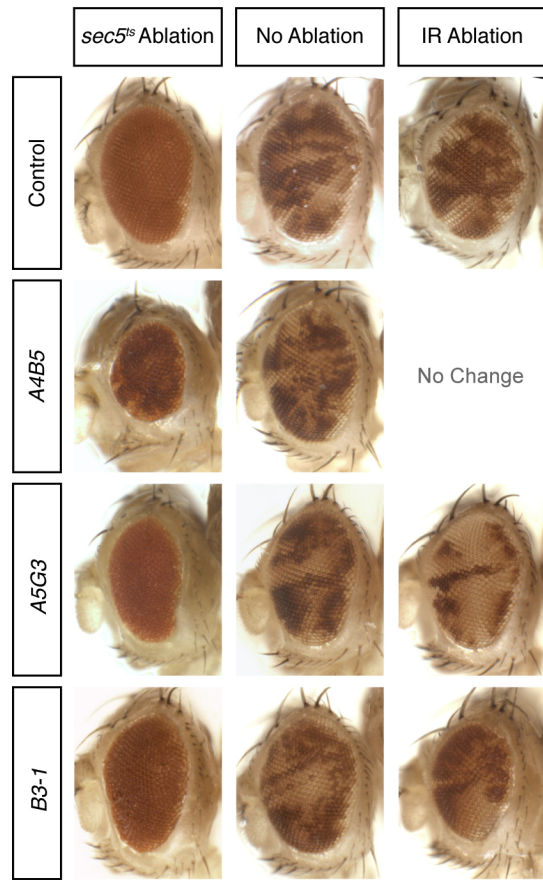 sec5ts Ablation
No Ablation
IR Ablation
Control
A4B5
No Change
A5G3
B3-1